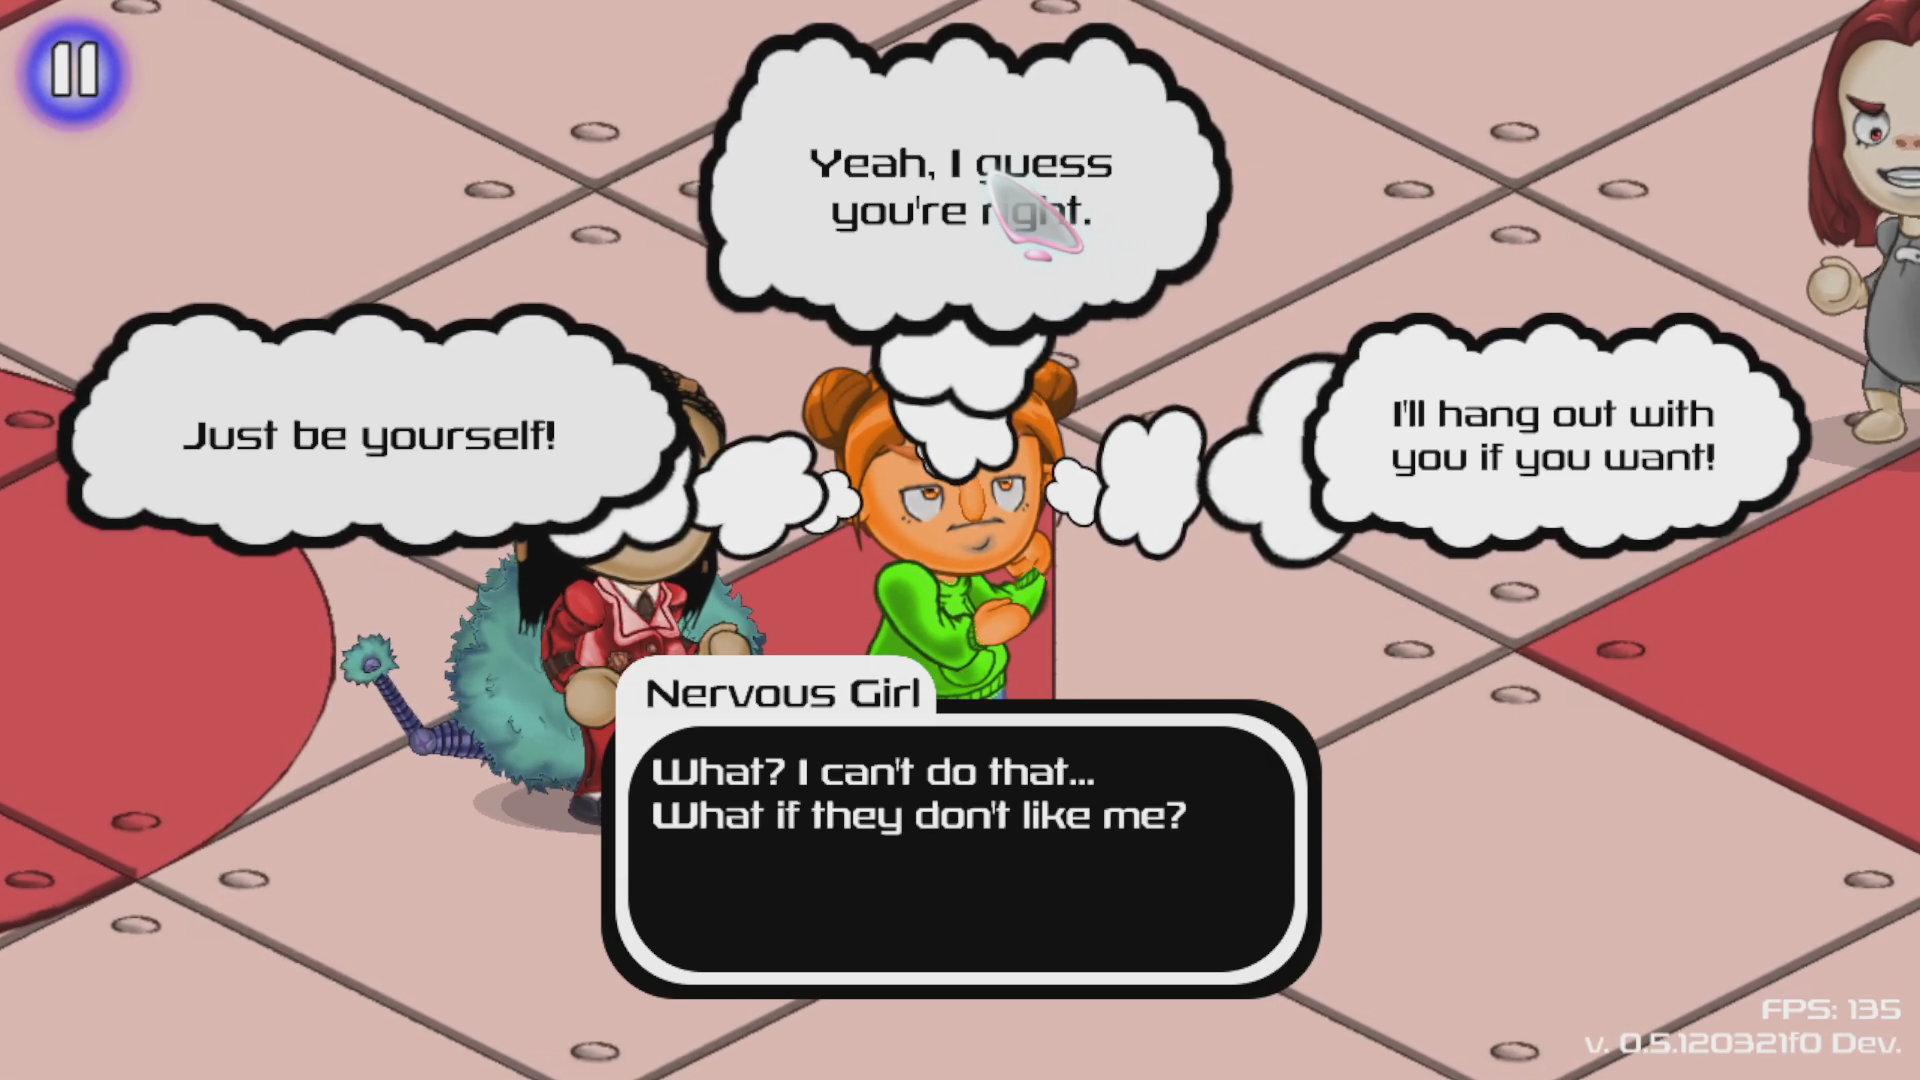 Yeah, I guess
you're right.
Just be yourself!
I'll hang out with
you if you want!
Nervous Girl
What? I can't do that...
What if they don't like me?
FPS: 135
v. 0.5.120321f0 Dev.